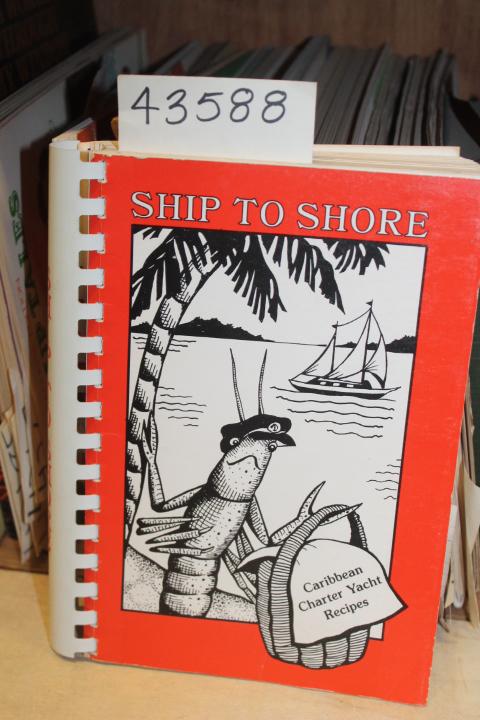 43588
SHIP TO SHORE
Caribbean
Charter Yacht
Recipes